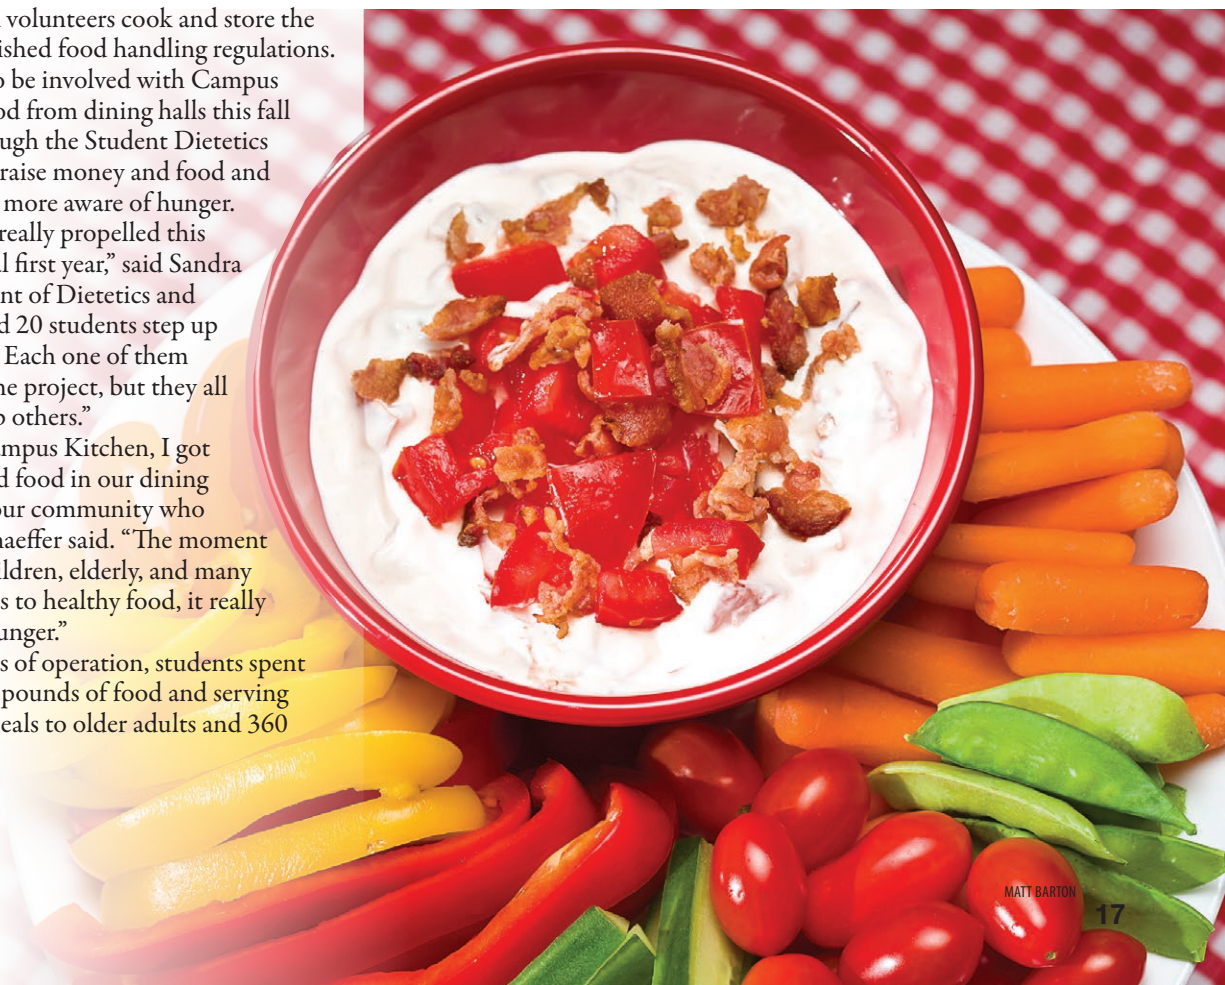 volunteers cook and store the
ished food handling regulations.
o be involved with Campus
od from dining halls this fall
ugh the Student Dietetics
raise money and food and
more aware of hunger.
really propelled this
l first year,” said Sandra
nt of Dietetics and
d 20 students step up
Each one of them
he project, but they all
p others.”
ampus Kitchen, I got
d food in our dining
our community who
haeffer said. “The moment
ildren, elderly, and many
s to healthy food, it really
unger.”
s of operation, students spent
pounds of food and serving
eals to older adults and 360
MATT BARTON
17